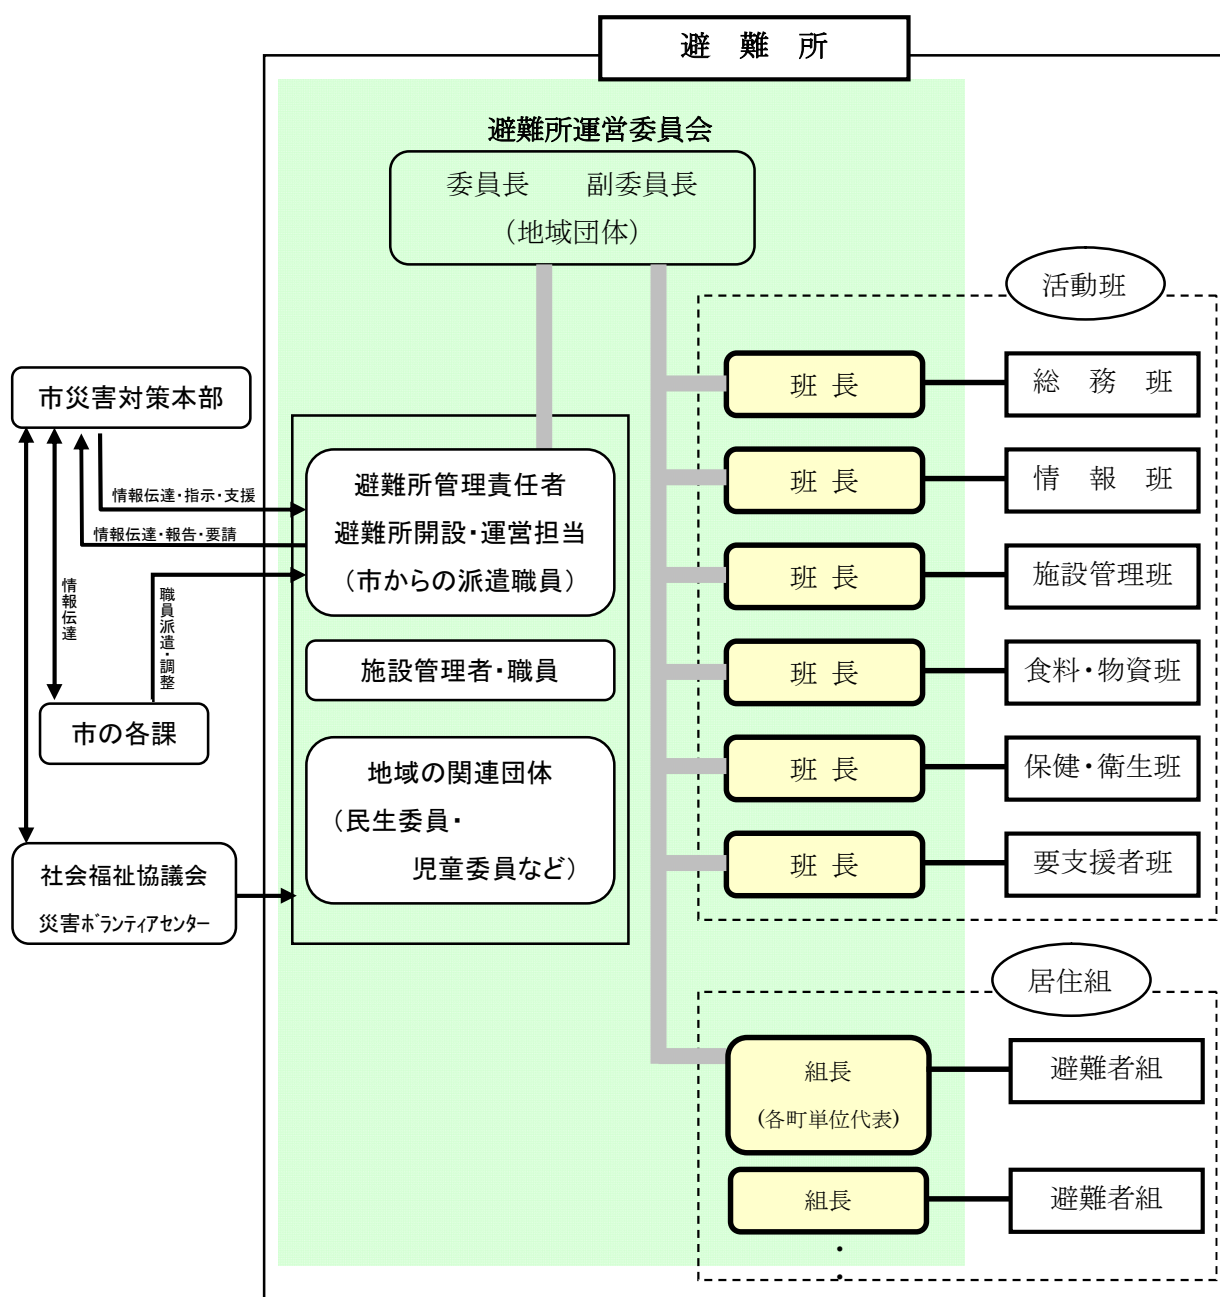 避難所
避難所運営委員会
委員長 副委員長
（地域団体）
活動班
班長
総務班
班長
情報班
班長
施設管理班
班長
食料・物資班
班長
保健・衛生班
班長
要支援者班
市災害対策本部
情報伝達・指示・支援
情報伝達・報告・要請
情報伝達
職員派遣・調整
市の各課
社会福祉協議会
災害ﾎﾞﾗﾝﾃｨｱｾﾝﾀｰ
避難所管理責任者
避難所開設・運営担当
（市からの派遣職員）
施設管理者・職員
地域の関連団体
（民生委員・
児童委員など）
居住組
組長
(各町単位代表)
避難者組
組長
避難者組
・
・